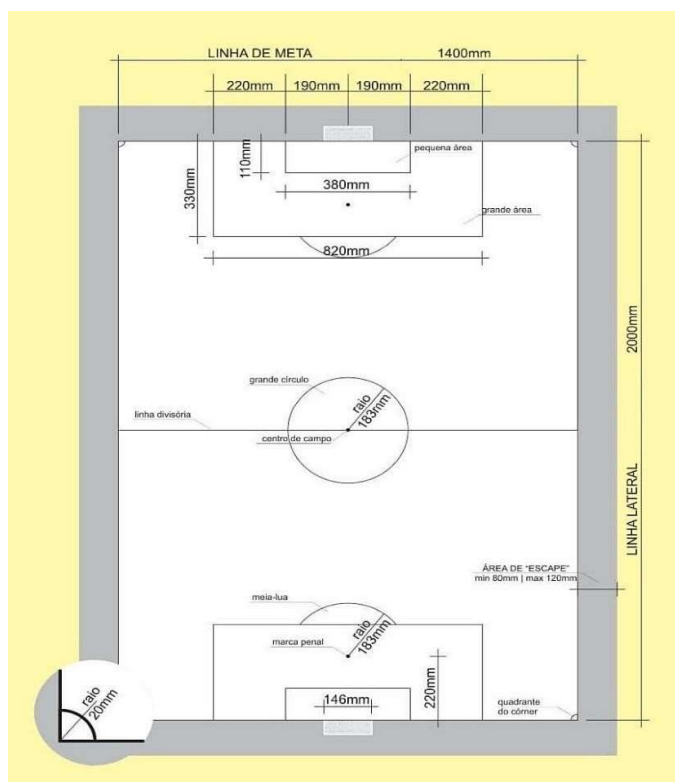 LINHA DE META 1400mm
220mm 190mm 190mm 220mm
pequena área
110mm
330mm
380mm
grande área
820mm
2000mm
grande círculo
raio
183mm
linha divisória
centro de campo
LINHA LATERAL
ÁREA DE "ESCAPE"
min 80mm | max 120mm
meia-lua
raio
183mm
marca penal
220mm
146mm
quadrante
do córner
raio
20mm